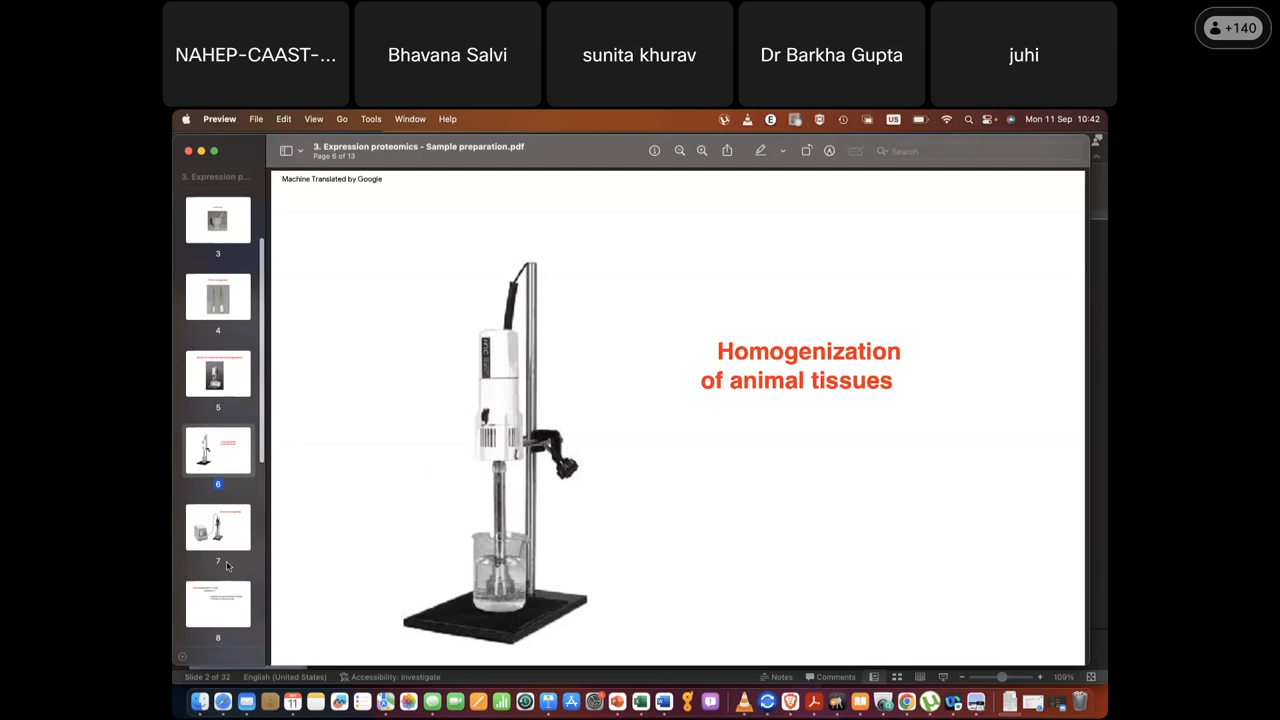 NAHEP-CAAST-...
Bhavana Salvi
sunita khurav
Dr Barkha Gupta
juhi
+140
Preview File Edit View Go Tools Window Help
US
Mon 11 Sep 10:42
3. Expression proteomics - Sample preparation.pdf
Page 6 of 13
Search
3. Expression p...
Machine Translated by Google
3
4
5
6
7
8
Homogenization
of animal tissues
Slide 2 of 32
English (United States)
Accessibility: Investigate
Notes
Comments
109%